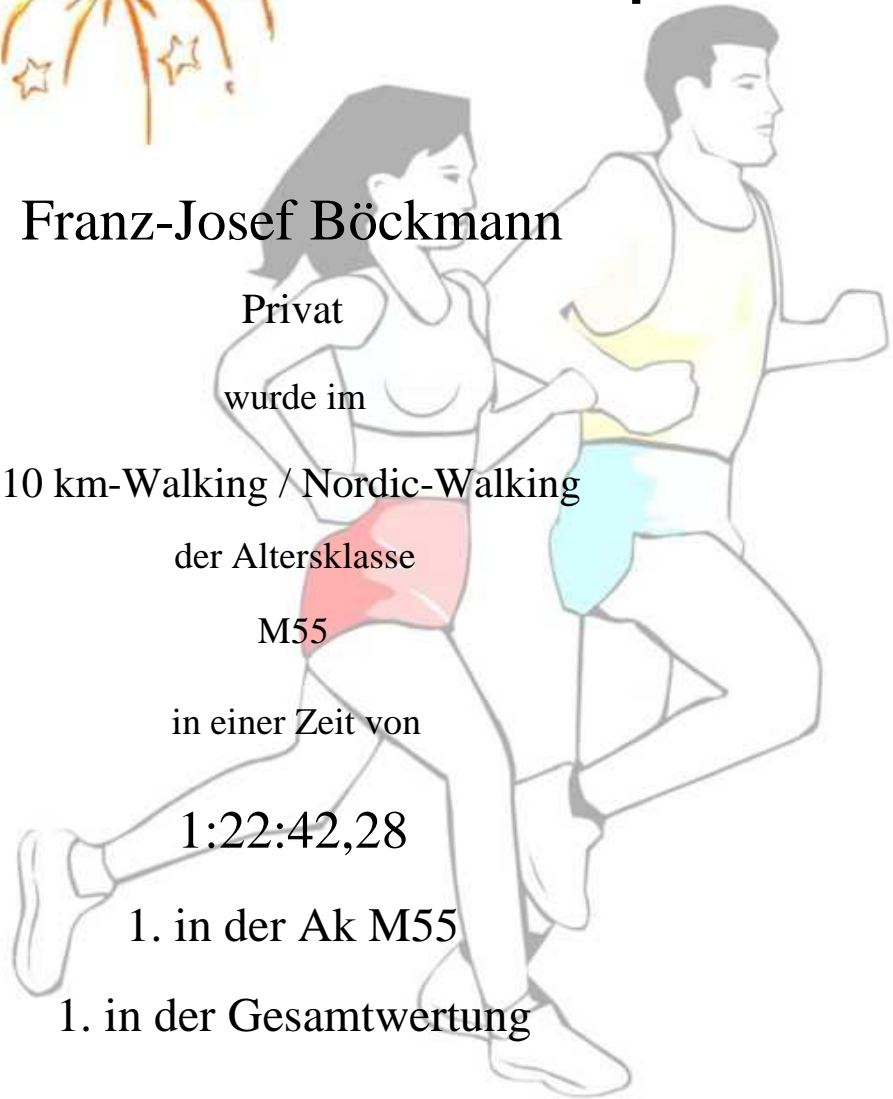 Franz-Josef Böckmann
Privat
wurde im
10 km-Walking / Nordic-Walking
der Altersklasse
M55
in einer Zeit von
1:22:42,28
1. in der Ak M55
1. in der Gesamtwertung